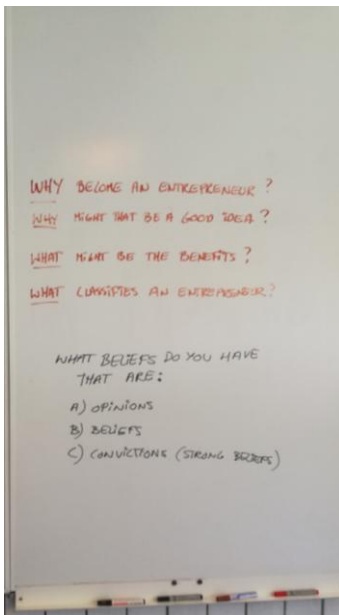 WHY BECOME AN ENTREPRENEUR?
WHY MIGHT THAT BE A GOOD IDEA?
WHAT MIGHT BE THE BENEFITS?
WHAT CLASSIFIES AN ENTREPRENEUR?
WHAT BELIEFS DO YOU HAVE
THAT ARE:
A) OPINIONS
B) BELIEFS
C) CONVICTIONS (STRONG BELIEFS)